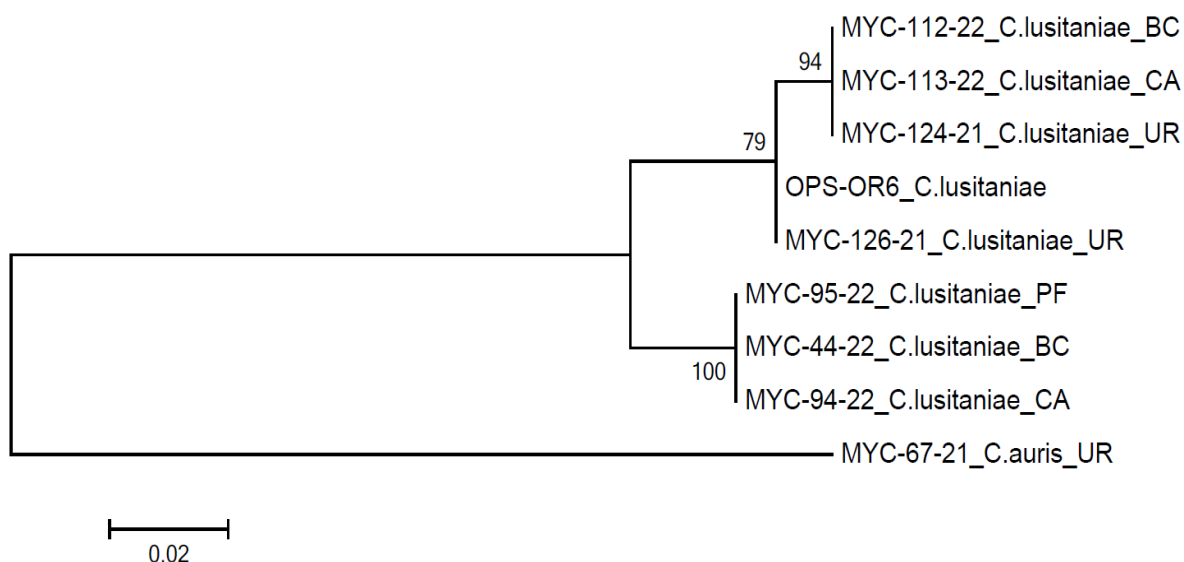 MYC-112-22_C.lusitaniae_BC
94
MYC-113-22_C.lusitaniae_CA
MYC-124-21_C.lusitaniae_UR
79
OPS-OR6_C.lusitaniae
MYC-126-21_C.lusitaniae_UR
MYC-95-22_C.lusitaniae_PF
MYC-44-22_C.lusitaniae_BC
100
MYC-94-22_C.lusitaniae_CA
MYC-67-21_C.auris_UR
0.02